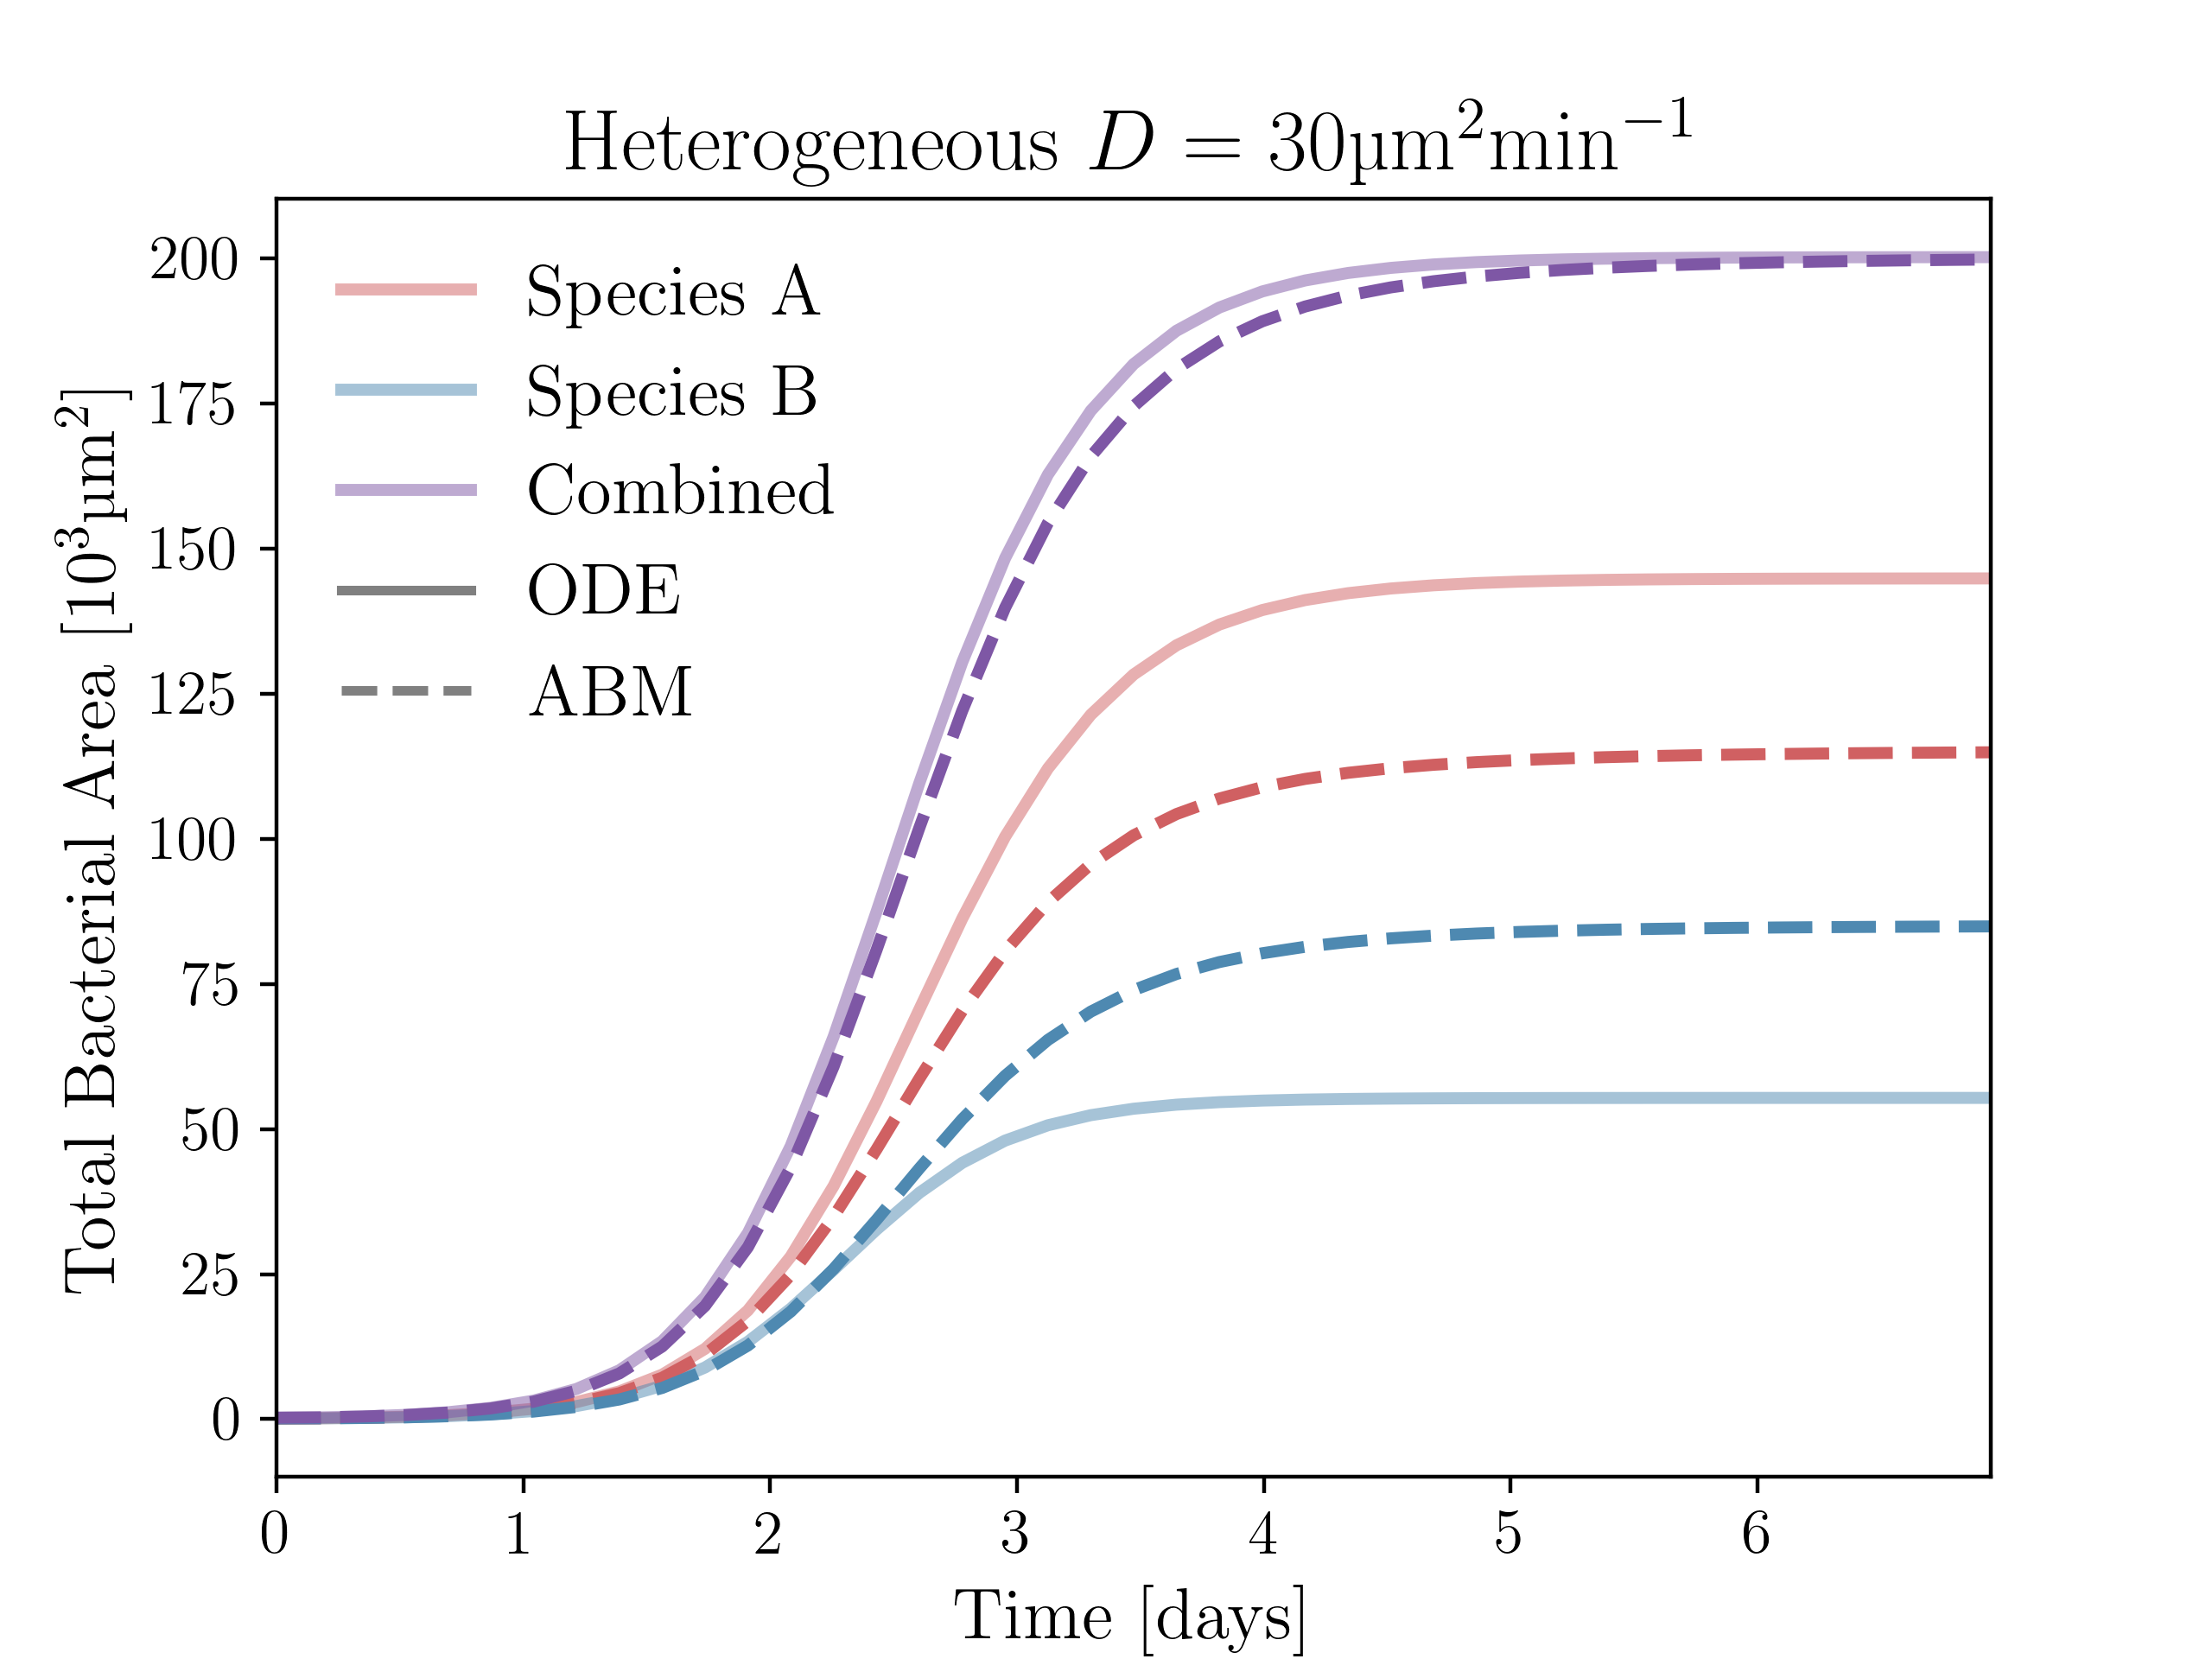 Heterogeneous D = 30µm²min⁻¹
Total Bacterial Area [10³µm²]
200
175
150
125
100
75
50
25
0
Species A
Species B
Combined
ODE
ABM
0 1 2 3 4 5 6
Time [days]